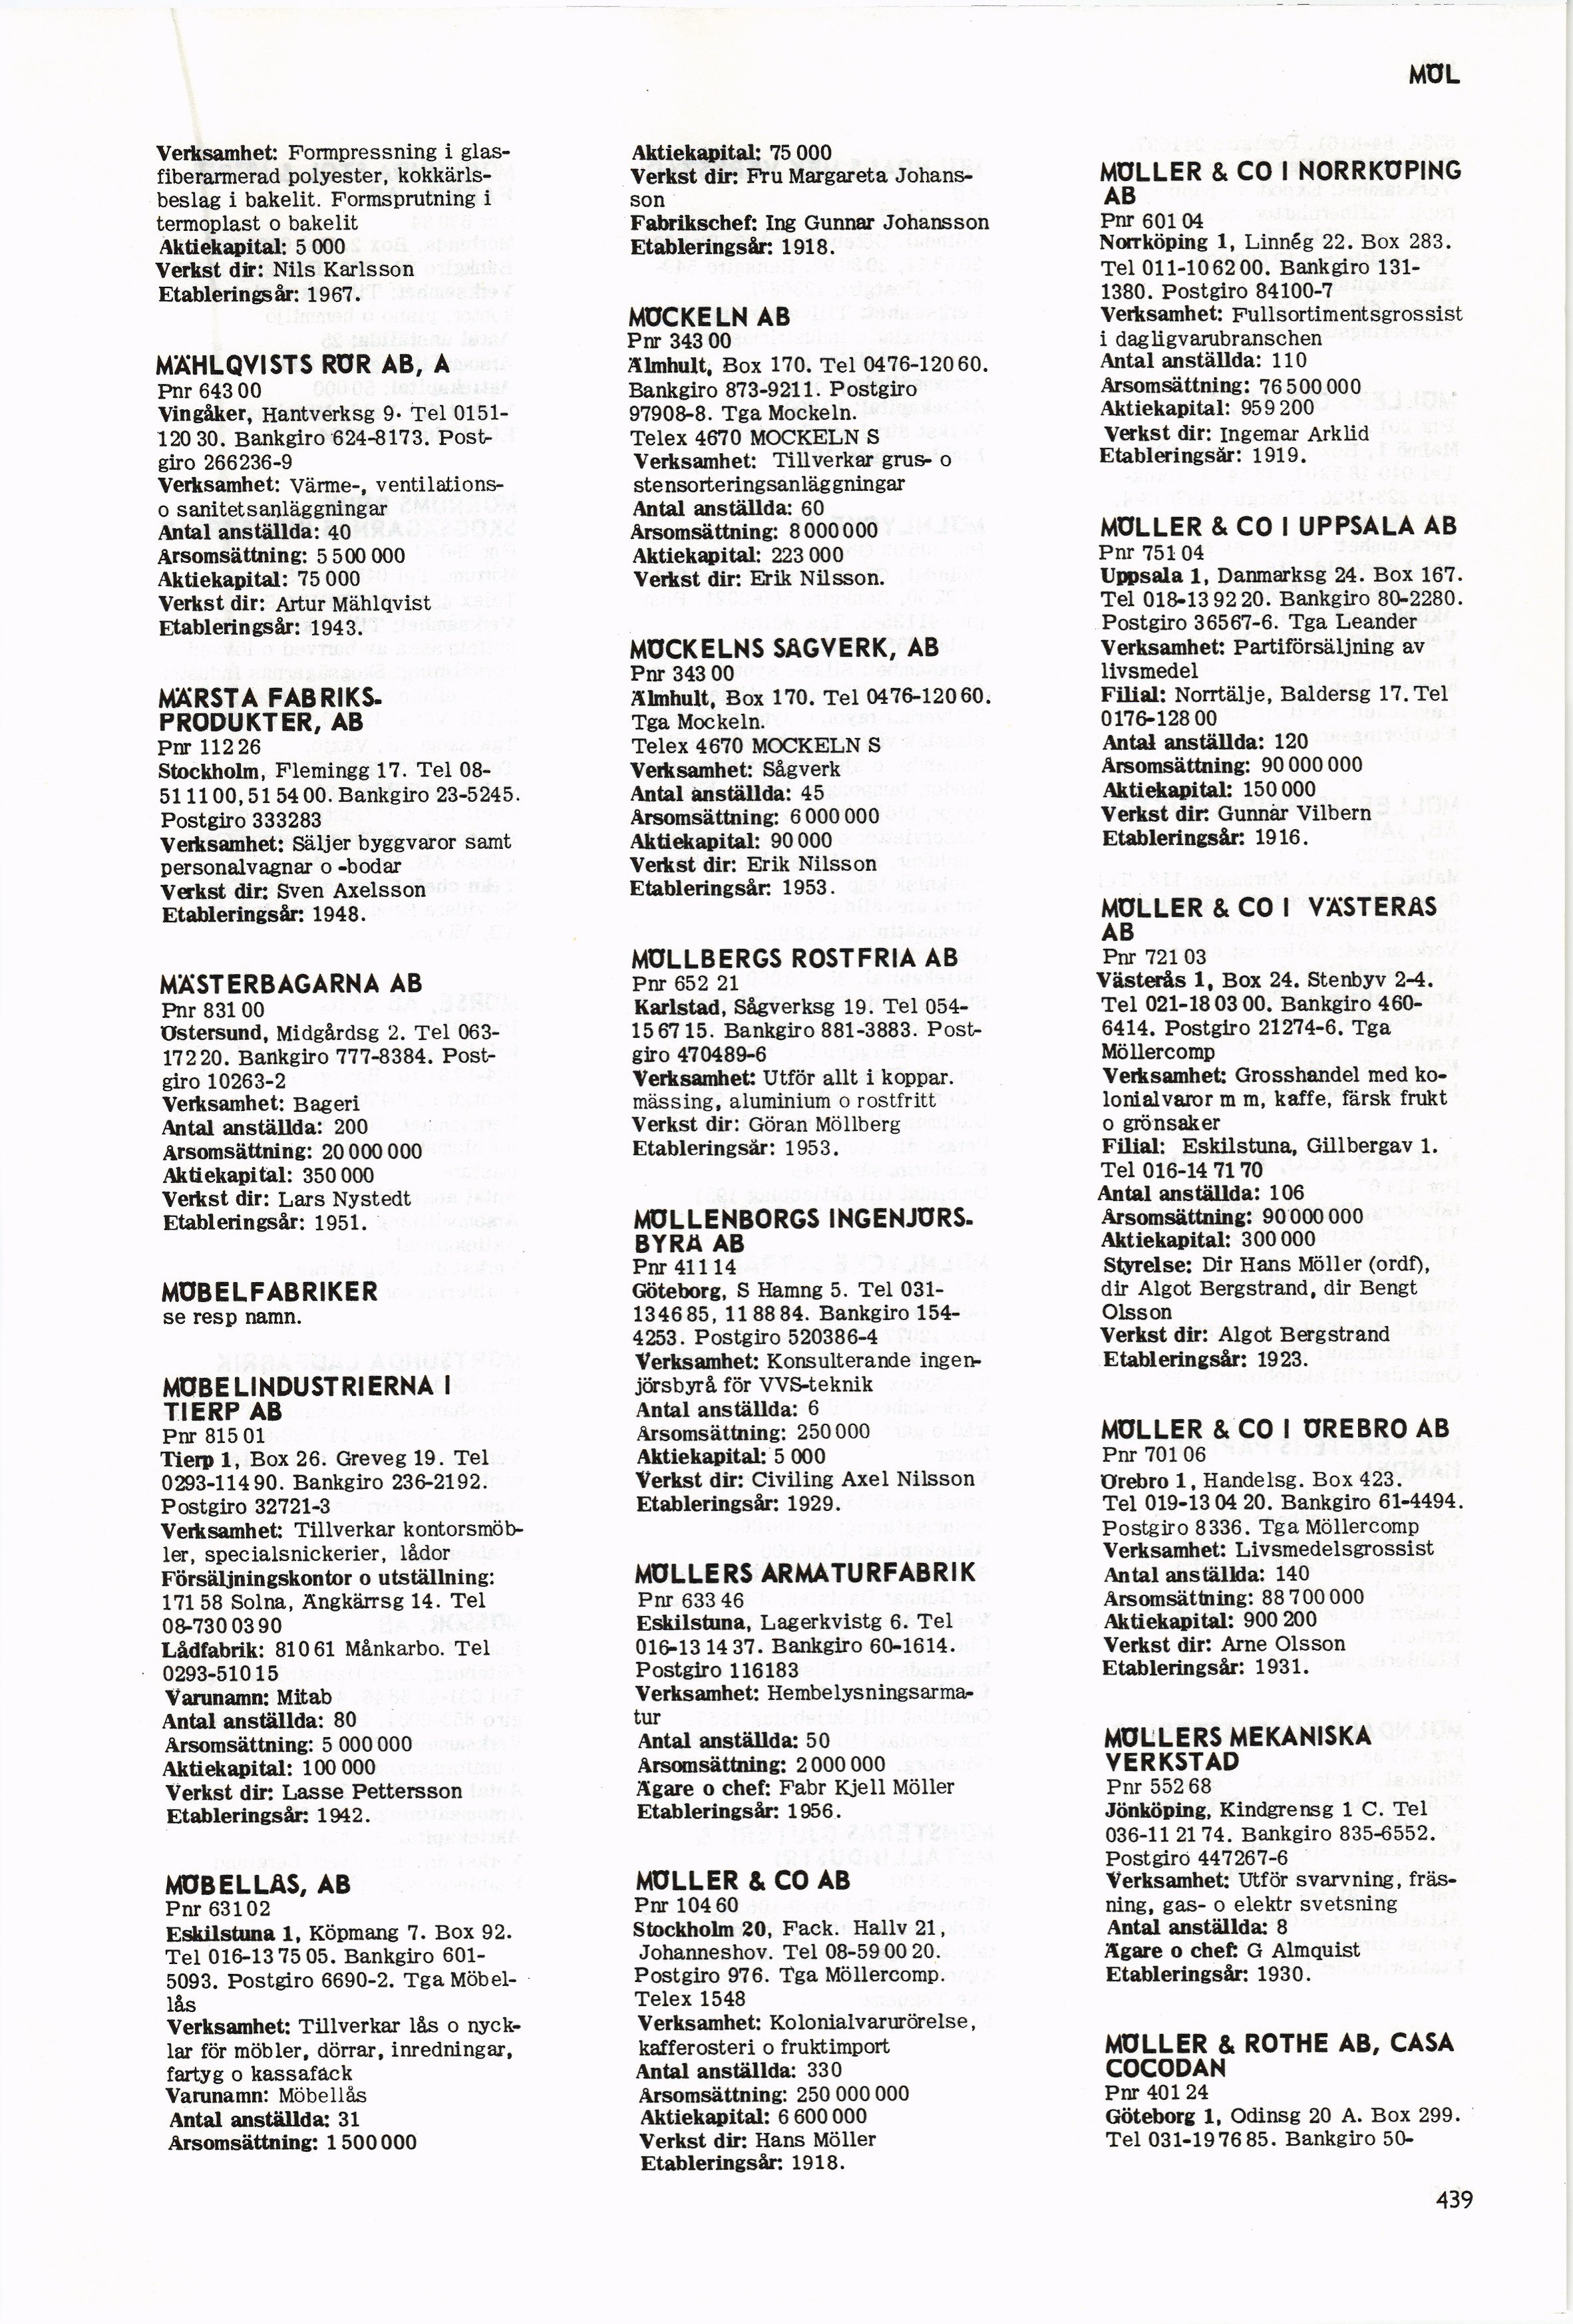 MÖL
Verksamhet: Formpressning i glas-
fiberarmerad polyester, kokkärls-
beslag i bakelit. Formsprutning i
termoplast o bakelit
Aktiekapital: 5 000
Verkst dir: Nils Karlsson
Etableringsår: 1967.
MÄHLQVISTS RÖR AB, A
Pnr 643 00
Vingåker, Hantverksg 9. Tel 0151-
120 30. Bankgiro 624-8173. Post-
giro 266236-9
Verksamhet: Värme-, ventilations-
o sanitetsanläggningar
Antal anställda: 40
Årsomsättning: 5 500 000
Aktiekapital: 75 000
Verkst dir: Artur Mählqvist
Etableringsår: 1943.
MÄRSTA FABRIKS-
PRODUKTER, AB
Pnr 112 26
Stockholm, Flemingg 17. Tel 08-
51 11 00, 51 54 00. Bankgiro 23-5245.
Postgiro 333283
Verksamhet: Säljer byggvaror samt
personalvagnar o -bodar
Verkst dir: Sven Axelsson
Etableringsår: 1948.
MÄSTERBAGARNA AB
Pnr 831 00
Östersund, Midgårdsg 2. Tel 063-
172 20. Bankgiro 777-8384. Post-
giro 10263-2
Verksamhet: Bageri
Antal anställda: 200
Årsomsättning: 20 000 000
Aktiekapital: 350 000
Verkst dir: Lars Nystedt
Etableringsår: 1951.
MÖBELFABRIKER
se resp namn.
MÖBELINDUSTRIERNA I
TIERP AB
Pnr 815 01
Tierp 1, Box 26. Greveg 19. Tel
0293-114 90. Bankgiro 236-2192.
Postgiro 32721-3
Verksamhet: Tillverkar kontorsmöb-
ler, specialsnickerier, lådor
Försäljningskontor o utställning:
171 58 Solna, Ängkärrsg 14. Tel
08-730 03 90
Lådfabrik: 810 61 Månkarbo. Tel
0293-510 15
Varunamn: Mitab
Antal anställda: 80
Årsomsättning: 5 000 000
Aktiekapital: 100 000
Verkst dir: Lasse Pettersson
Etableringsår: 1942.
MÖBELLÅS, AB
Pnr 631 02
Eskilstuna 1, Köpmang 7. Box 92.
Tel 016-13 75 05. Bankgiro 601-
5093. Postgiro 6690-2. Tga Möbel-
lås
Verksamhet: Tillverkar lås o nyck-
lar för möbler, dörrar, inredningar,
fartyg o kassafack
Varunamn: Möbellås
Antal anställda: 31
Årsomsättning: 1 500 000
Aktiekapital: 75 000
Verkst dir: Fru Margareta Johans-
son
Fabrikschef: Ing Gunnar Johansson
Etableringsår: 1918.
MÖCKELN AB
Pnr 343 00
Älmhult, Box 170. Tel 0476-120 60.
Bankgiro 873-9211. Postgiro
97908-8. Tga Mockeln.
Telex 4670 MOCKELN S
Verksamhet: Tillverkar grus- o
stensorteringsanläggningar
Antal anställda: 60
Årsomsättning: 8 000 000
Aktiekapital: 223 000
Verkst dir: Erik Nilsson.
MÖCKELNS SÅGVERK, AB
Pnr 343 00
Älmhult, Box 170. Tel 0476-120 60.
Tga Mockeln.
Telex 4670 MOCKELN S
Verksamhet: Sågverk
Antal anställda: 45
Årsomsättning: 6 000 000
Aktiekapital: 90 000
Verkst dir: Erik Nilsson
Etableringsår: 1953.
MÖLLBERGS ROSTFRIA AB
Pnr 652 21
Karlstad, Sågverksg 19. Tel 054-
15 67 15. Bankgiro 881-3883. Post-
giro 470489-6
Verksamhet: Utför allt i koppar.
mässing, aluminium o rostfritt
Verkst dir: Göran Möllberg
Etableringsår: 1953.
MÖLLENBORGS INGENJÖRS-
BYRÅ AB
Pnr 411 14
Göteborg, S Hamng 5. Tel 031-
13 46 85, 11 88 84. Bankgiro 154-
4253. Postgiro 520386-4
Verksamhet: Konsulterande ingen-
jörsbyrå för VVS-teknik
Antal anställda: 6
Årsomsättning: 250 000
Aktiekapital: 5 000
Verkst dir: Civiling Axel Nilsson
Etableringsår: 1929.
MÖLLERS ARMATURFABRIK
Pnr 633 46
Eskilstuna, Lagerkvistg 6. Tel
016-13 14 37. Bankgiro 60-1614.
Postgiro 116183
Verksamhet: Hembelysningsarma-
tur
Antal anställda: 50
Årsomsättning: 2 000 000
Ägare o chef: Fabr Kjell Möller
Etableringsår: 1956.
MÖLLER & CO AB
Pnr 104 60
Stockholm 20, Fack. Hallv 21,
Johanneshov. Tel 08-59 00 20.
Postgiro 976. Tga Möllercomp.
Telex 1548
Verksamhet: Kolonialvarurörelse,
kafferosteri o fruktimport
Antal anställda: 330
Årsomsättning: 250 000 000
Aktiekapital: 6 600 000
Verkst dir: Hans Möller
Etableringsår: 1918.
MÖLLER & CO I NORRKÖPING
AB
Pnr 601 04
Norrköping 1, Linnég 22. Box 283.
Tel 011-10 62 00. Bankgiro 131-
1380. Postgiro 84100-7
Verksamhet: Fullsortimentsgrossist
i dagligvarubranschen
Antal anställda: 110
Årsomsättning: 76 500 000
Aktiekapital: 959 200
Verkst dir: Ingemar Arklid
Etableringsår: 1919.
MÖLLER & CO I UPPSALA AB
Pnr 751 04
Uppsala 1, Danmarksg 24. Box 167.
Tel 018-13 92 20. Bankgiro 80-2280.
Postgiro 36567-6. Tga Leander
Verksamhet: Partiförsäljning av
livsmedel
Filial: Norrtälje, Baldersg 17. Tel
0176-128 00
Antal anställda: 120
Årsomsättning: 90 000 000
Aktiekapital: 150 000
Verkst dir: Gunnar Vilbern
Etableringsår: 1916.
MÖLLER & CO I VÄSTERÅS
AB
Pnr 721 03
Västerås 1, Box 24. Stenbyv 2-4.
Tel 021-18 03 00. Bankgiro 460-
6414. Postgiro 21274-6. Tga
Möllercomp
Verksamhet: Grosshandel med ko-
lonialvaror m m, kaffe, färsk frukt
o grönsaker
Filial: Eskilstuna, Gillbergav 1.
Tel 016-14 71 70
Antal anställda: 106
Årsomsättning: 90 000 000
Aktiekapital: 300 000
Styrelse: Dir Hans Möller (ordf),
dir Algot Bergstrand, dir Bengt
Olsson
Verkst dir: Algot Bergstrand
Etableringsår: 1923.
MÖLLER & CO I ÖREBRO AB
Pnr 701 06
Örebro 1, Handelsg. Box 423.
Tel 019-13 04 20. Bankgiro 61-4494.
Postgiro 8336. Tga Möllercomp
Verksamhet: Livsmedelsgrossist
Antal anställda: 140
Årsomsättning: 88 700 000
Aktiekapital: 900 200
Verkst dir: Arne Olsson
Etableringsår: 1931.
MÖLLERS MEKANISKA
VERKSTAD
Pnr 552 68
Jönköping, Kindgrensg 1 C. Tel
036-11 21 74. Bankgiro 835-6552.
Postgiro 447267-6
Verksamhet: Utför svarvning, fräs-
ning, gas- o elektr svetsning
Antal anställda: 8
Ägare o chef: G Almquist
Etableringsår: 1930.
MÖLLER & ROTHE AB, CASA
COCODAN
Pnr 401 24
Göteborg 1, Odinsg 20 A. Box 299.
Tel 031-19 76 85. Bankgiro 50-
439